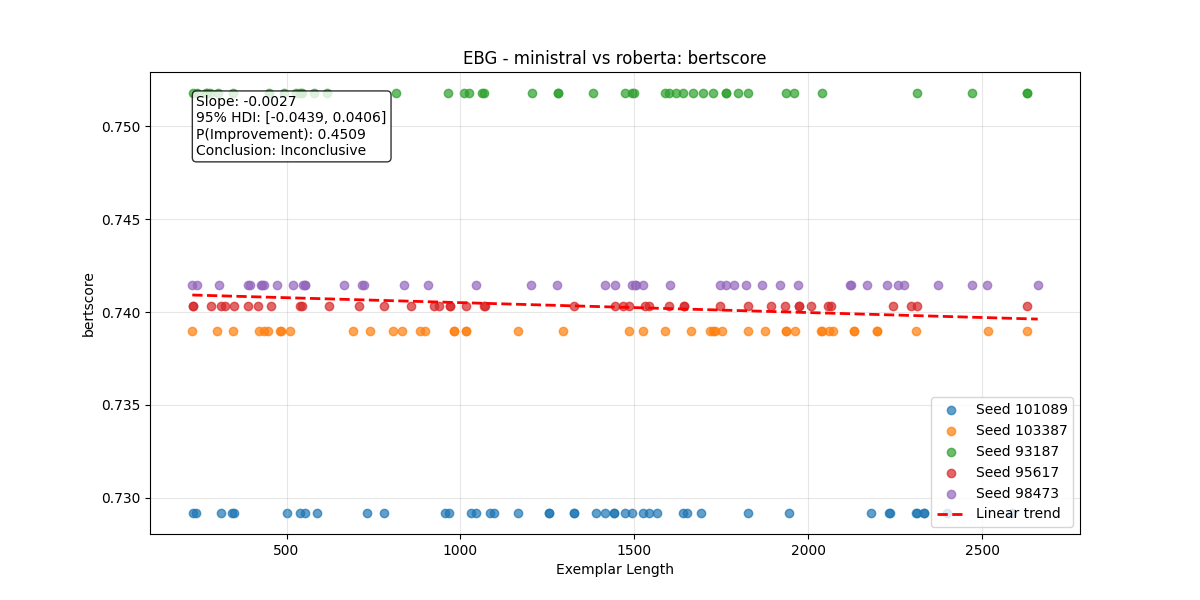 EBG - ministral vs roberta: bertscore
Slope: -0.0027
95% HDI: [-0.0439, 0.0406]
P(Improvement): 0.4509
Conclusion: Inconclusive
bertscore
0.750
0.745
0.740
0.735
0.730
Seed 101089
Seed 103387
Seed 93187
Seed 95617
Seed 98473
Linear trend
500
1000
1500
2000
2500
Exemplar Length